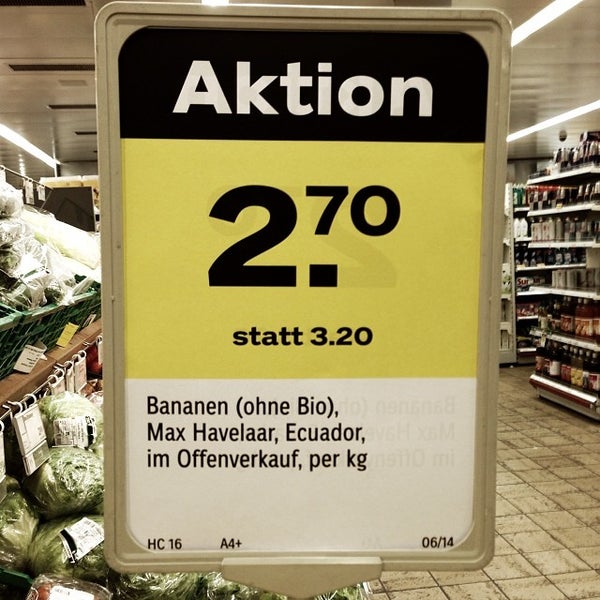 Aktion
2.70
statt 3.20
Bananen (ohne Bio),
Max Havelaar, Ecuador,
im Offenverkauf, per kg
HC 16 A4+ 06/14